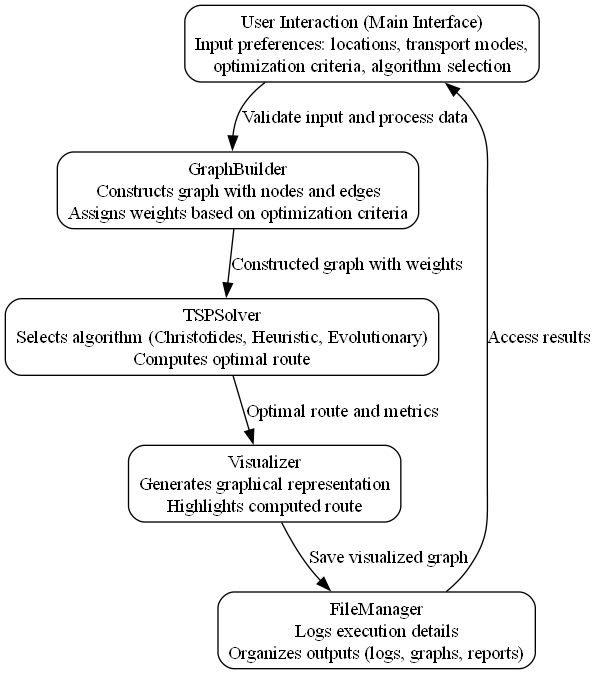 User Interaction (Main Interface)
Input preferences: locations, transport modes,
optimization criteria, algorithm selection
Validate input and process data
GraphBuilder
Constructs graph with nodes and edges
Assigns weights based on optimization criteria
Constructed graph with weights
TSPSolver
Selects algorithm (Christofides, Heuristic, Evolutionary)
Computes optimal route
Access results
Optimal route and metrics
Visualizer
Generates graphical representation
Highlights computed route
Save visualized graph
FileManager
Logs execution details
Organizes outputs (logs, graphs, reports)